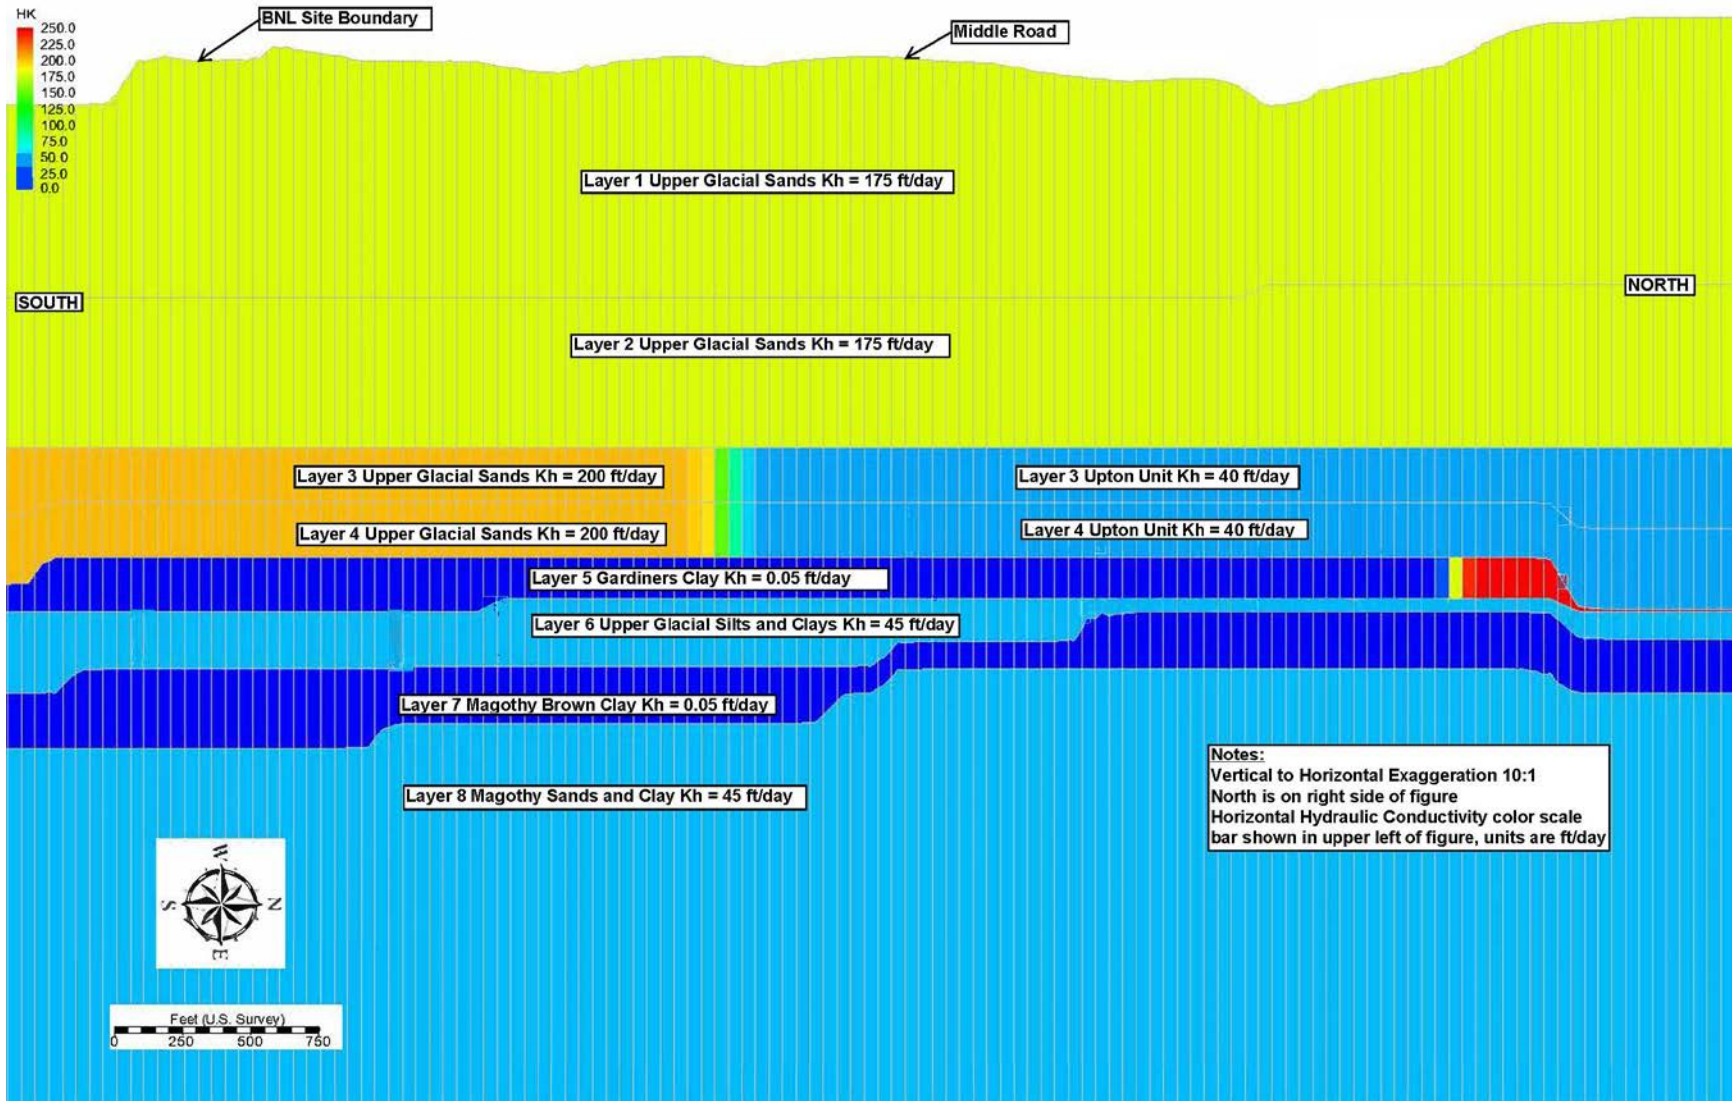 HK
250.0
225.0
200.0
175.0
150.0
125.0
100.0
75.0
50.0
25.0
0.0
BNL Site Boundary
Middle Road
Layer 1 Upper Glacial Sands Kh = 175 ft/day
SOUTH
NORTH
Layer 2 Upper Glacial Sands Kh = 175 ft/day
Layer 3 Upper Glacial Sands Kh = 200 ft/day
Layer 3 Upton Unit Kh = 40 ft/day
Layer 4 Upper Glacial Sands Kh = 200 ft/day
Layer 4 Upton Unit Kh = 40 ft/day
Layer 5 Gardiners Clay Kh = 0.05 ft/day
Layer 6 Upper Glacial Silts and Clays Kh = 45 ft/day
Layer 7 Magothy Brown Clay Kh = 0.05 ft/day
Layer 8 Magothy Sands and Clay Kh = 45 ft/day
Notes:
Vertical to Horizontal Exaggeration 10:1
North is on right side of figure
Horizontal Hydraulic Conductivity color scale
bar shown in upper left of figure, units are ft/day
W
S
N
E
Feet (U.S. Survey)
0 250 500 750